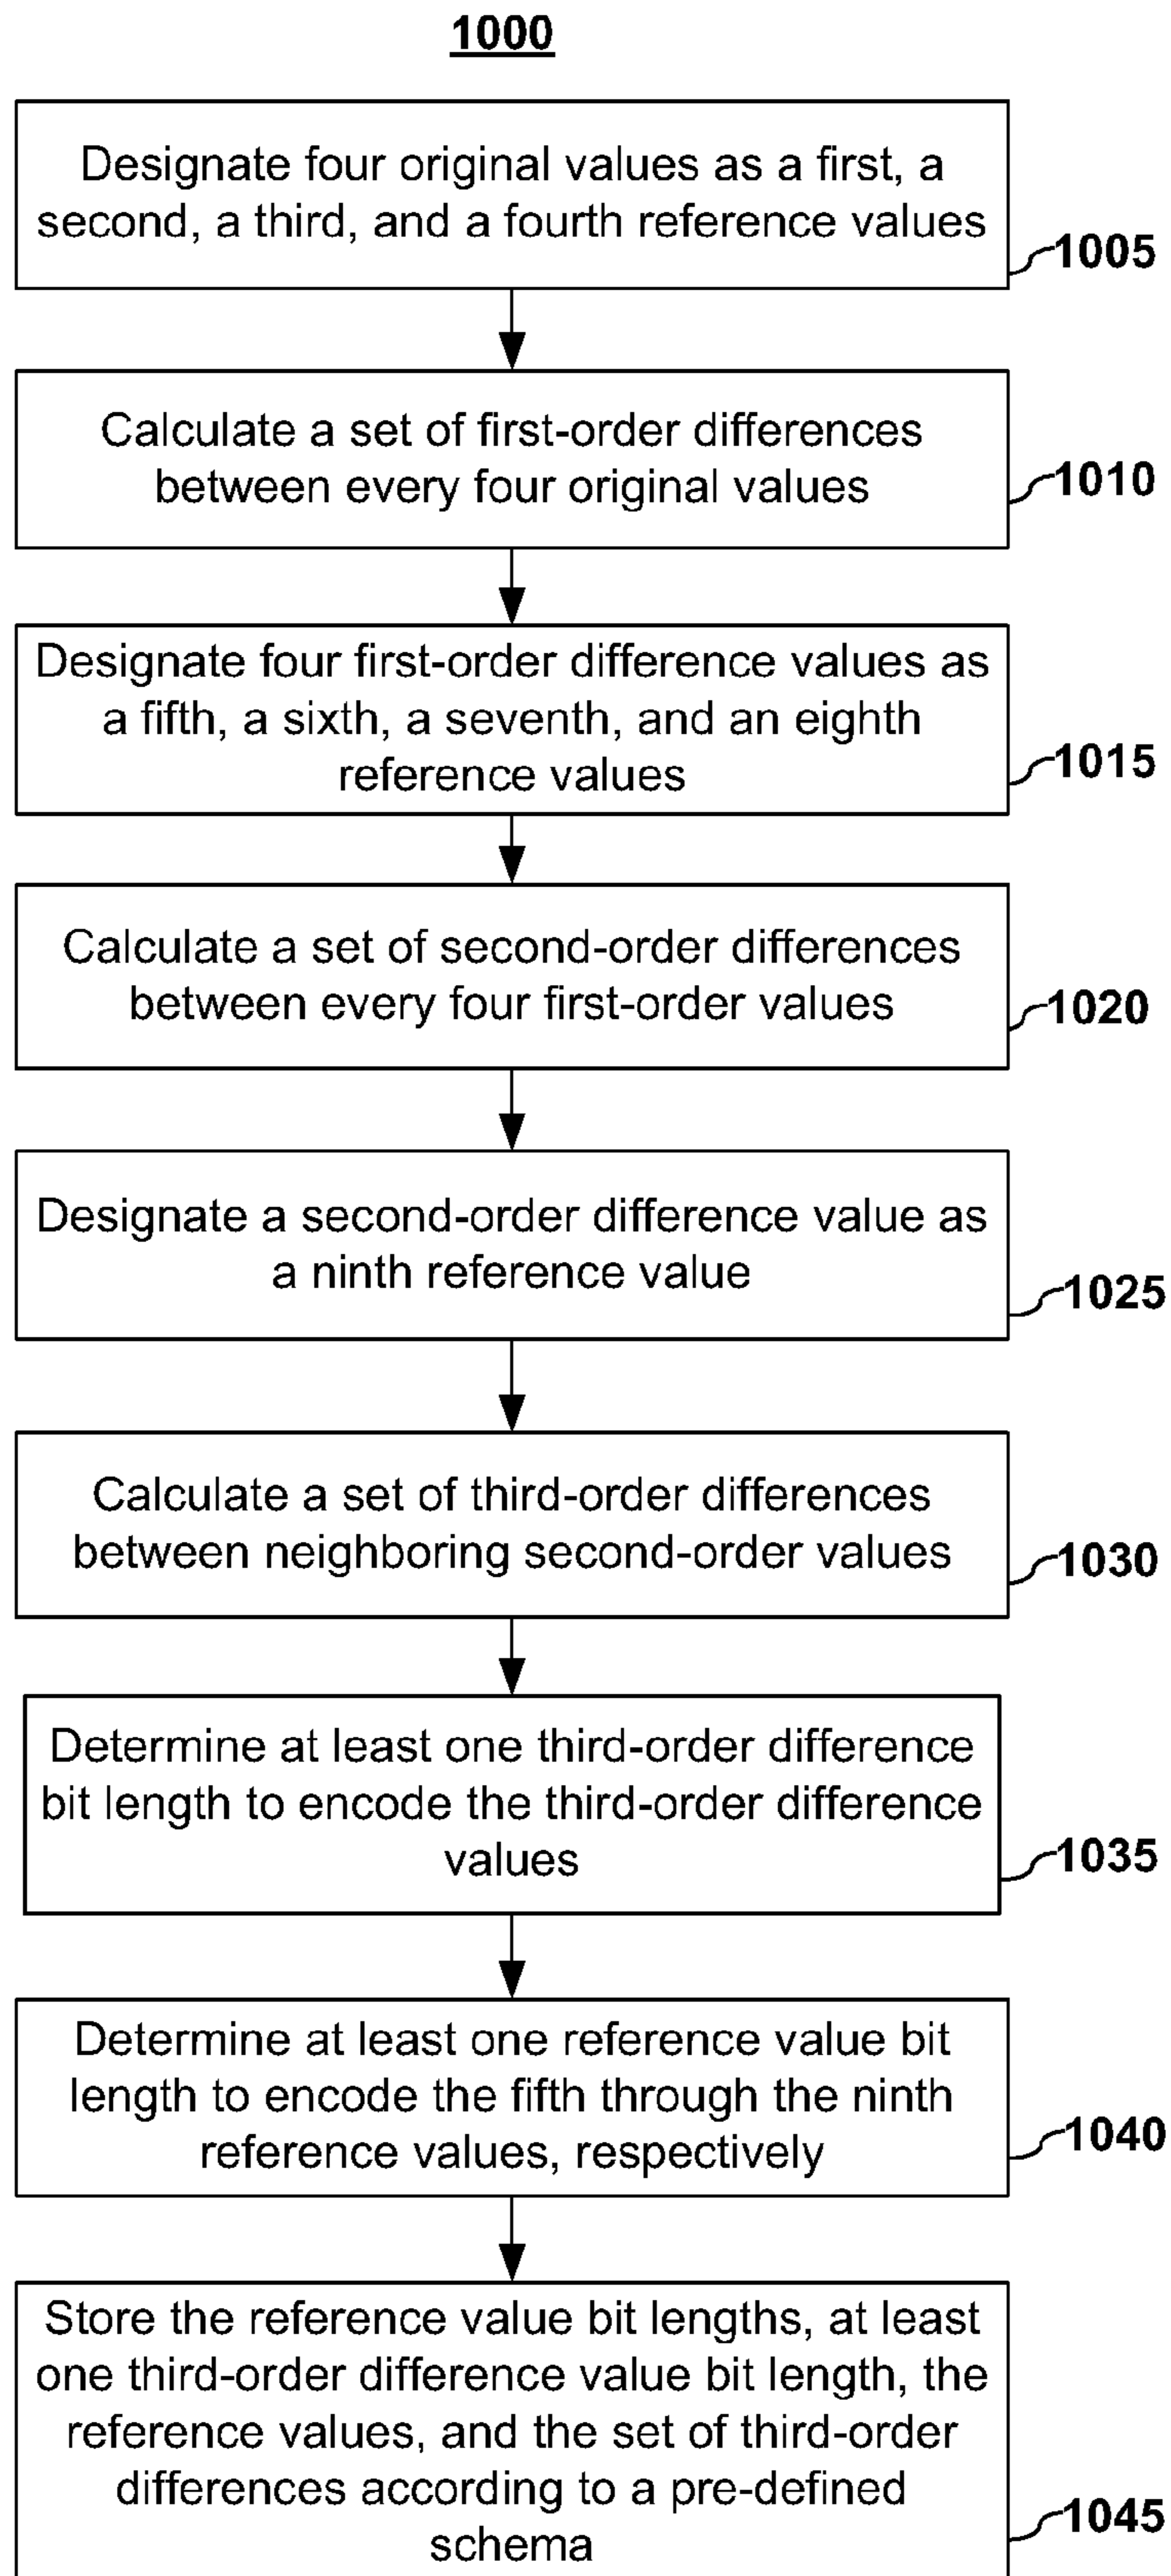 1000
Designate four original values as a first, a
second, a third, and a fourth reference values
1005
Calculate a set of first-order differences
between every four original values
1010
Designate four first-order difference values as
a fifth, a sixth, a seventh, and an eighth
reference values
1015
Calculate a set of second-order differences
between every four first-order values
1020
Designate a second-order difference value as
a ninth reference value
1025
Calculate a set of third-order differences
between neighboring second-order values
1030
Determine at least one third-order difference
bit length to encode the third-order difference
values
1035
Determine at least one reference value bit
length to encode the fifth through the ninth
reference values, respectively
1040
Store the reference value bit lengths, at least
one third-order difference value bit length, the
reference values, and the set of third-order
differences according to a pre-defined
schema
1045